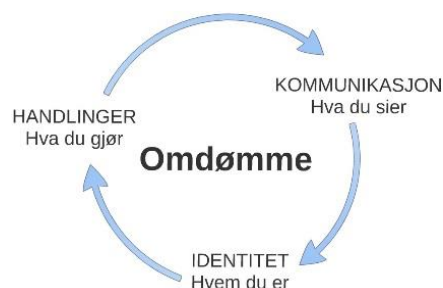 KOMMUNIKASJON
Hva du sier
HANDLINGER
Hva du gjør
Omdømme
IDENTITET
Hvem du er